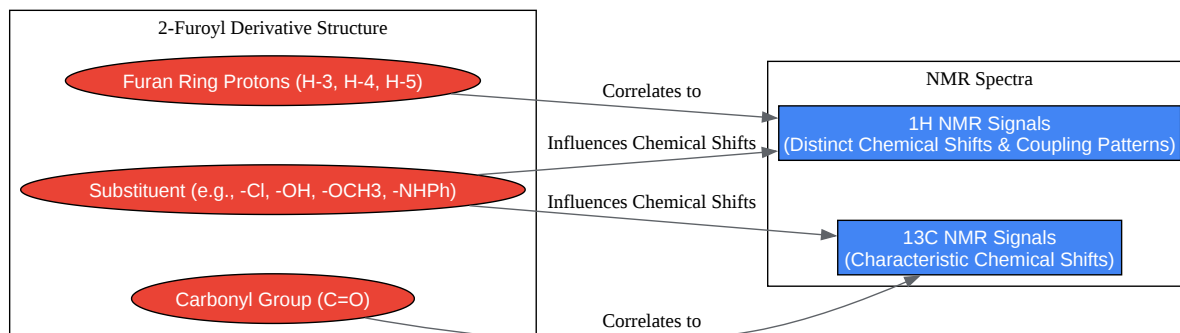 2-Furoyl Derivative Structure
Furan Ring Protons (H-3, H-4, H-5)
Substituent (e.g., -Cl, -OH, -OCH3, -NHPh)
Carbonyl Group (C=O)
Correlates to
Influences Chemical Shifts
Influences Chemical Shifts
Correlates to
NMR Spectra
1H NMR Signals
(Distinct Chemical Shifts & Coupling Patterns)
13C NMR Signals
(Characteristic Chemical Shifts)